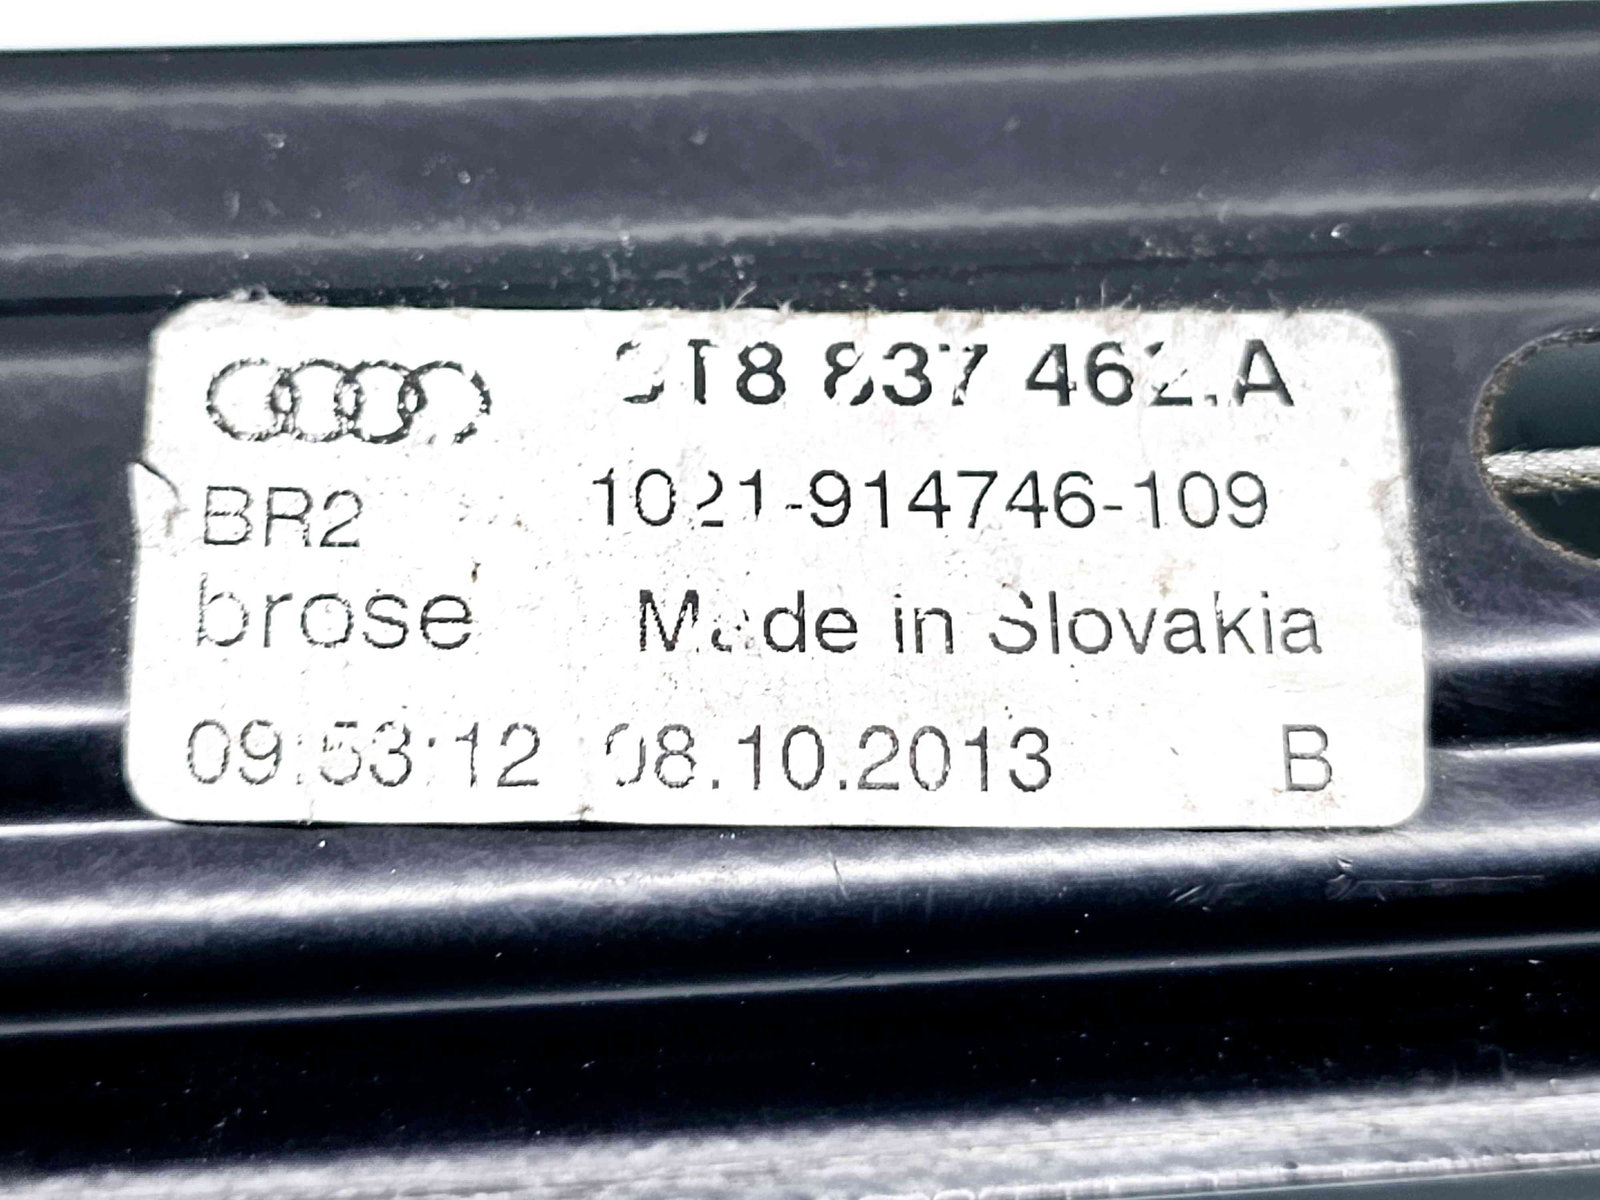 8T8 837 462 A
BR2 1021-914746-109
brose Made in Slovakia
09:53:12 08.10.2013 B